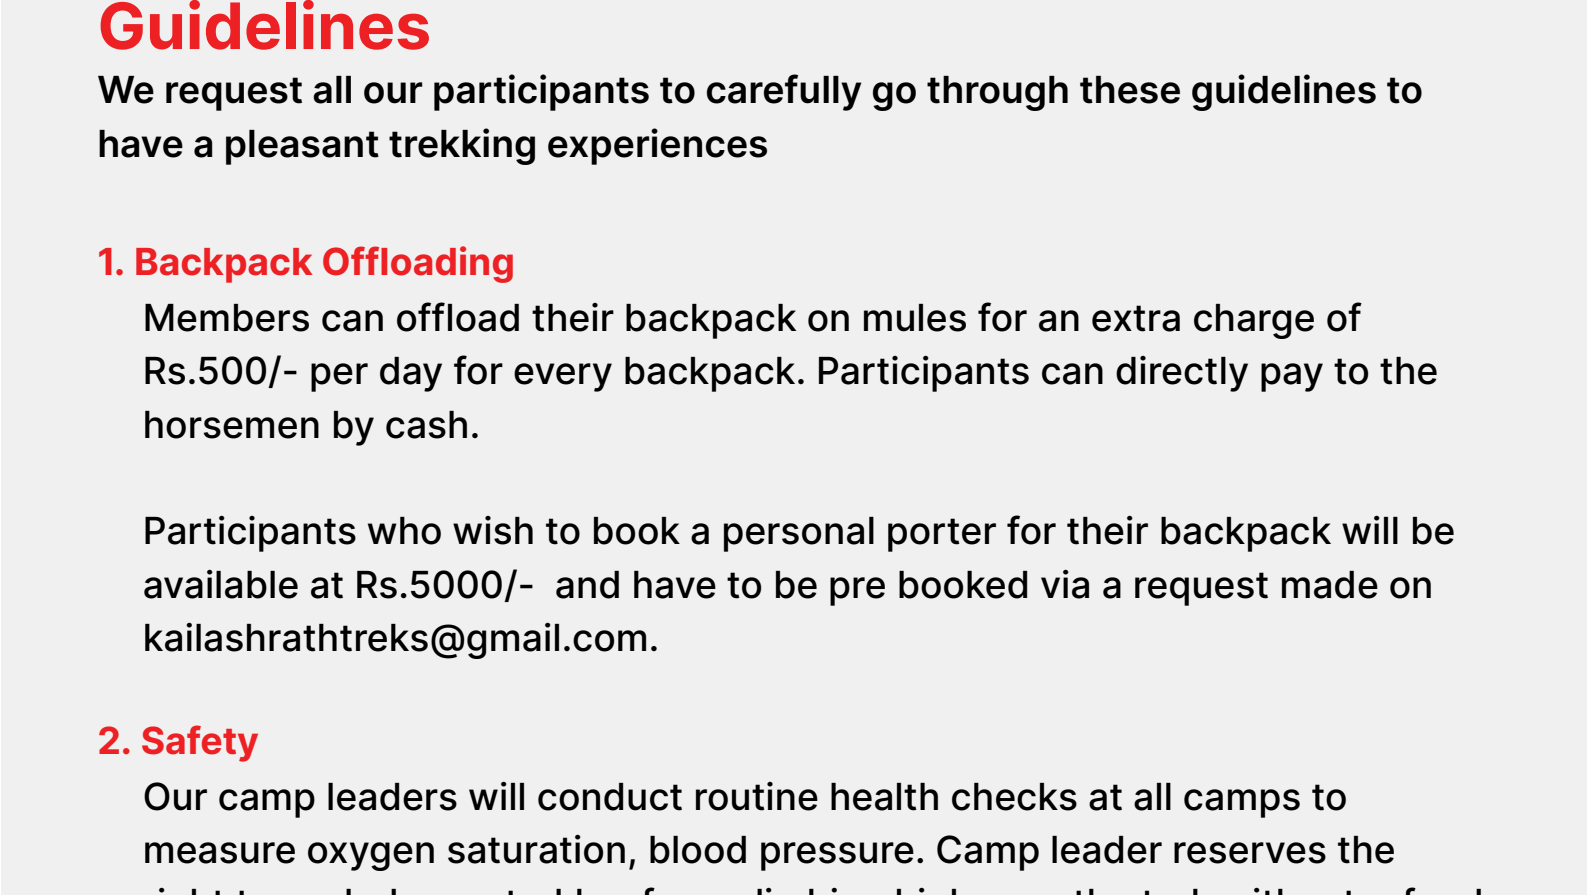 Guidelines
We request all our participants to carefully go through these guidelines to
have a pleasant trekking experiences
1. Backpack Offloading
Members can offload their backpack on mules for an extra charge of
Rs.500/- per day for every backpack. Participants can directly pay to the
horsemen by cash.
Participants who wish to book a personal porter for their backpack will be
available at Rs.5000/-  and have to be pre booked via a request made on
kailashrathtreks@gmail.com.
2. Safety
Our camp leaders will conduct routine health checks at all camps to
measure oxygen saturation, blood pressure. Camp leader reserves the